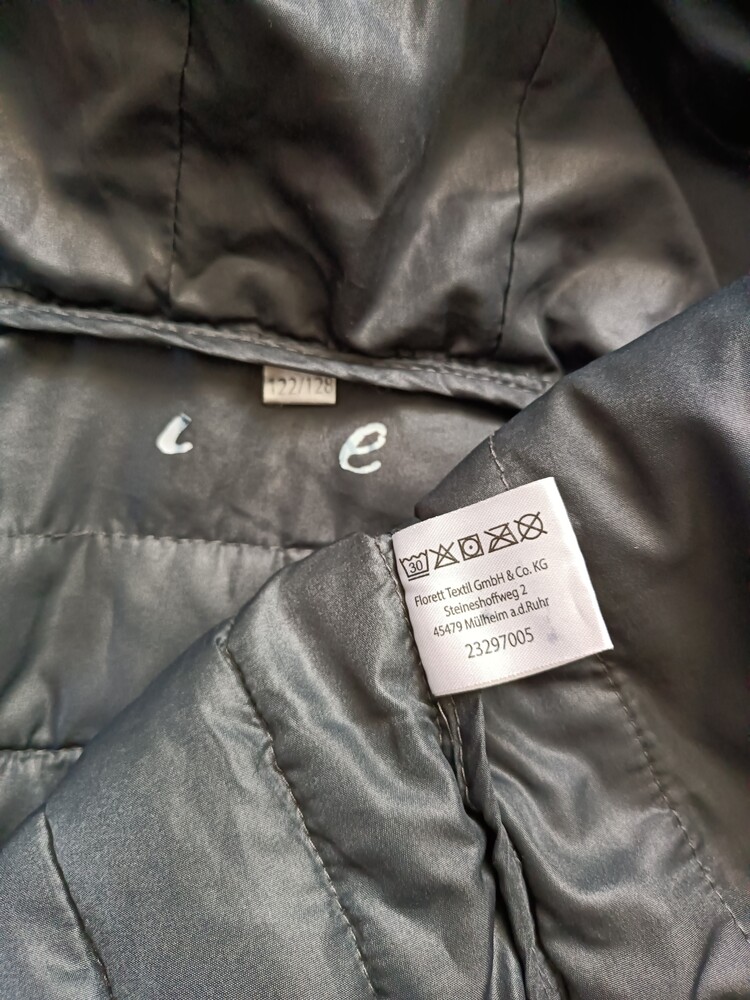 122/128
i e
30
Florett Textil GmbH & Co. KG
Steineshoffweg 2
45479 Mülheim a.d.Ruhr
23297005